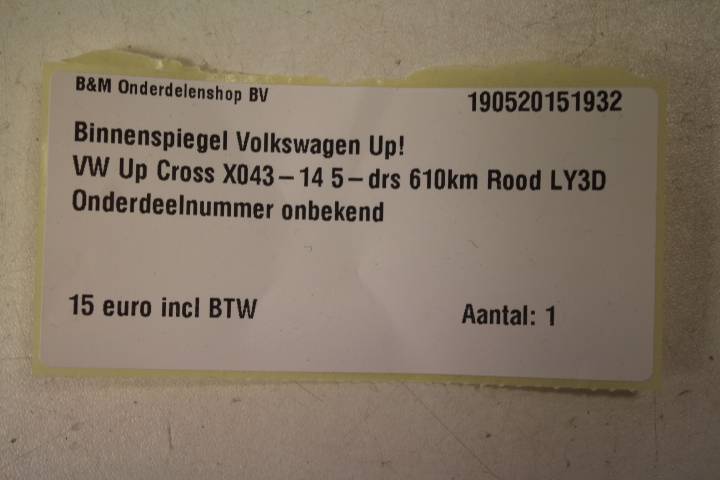 B&M Onderdelenshop BV
190520151932
Binnenspiegel Volkswagen Up!
VW Up Cross X043-14 5-drs 610km Rood LY3D
Onderdeelnummer onbekend
15 euro incl BTW
Aantal: 1